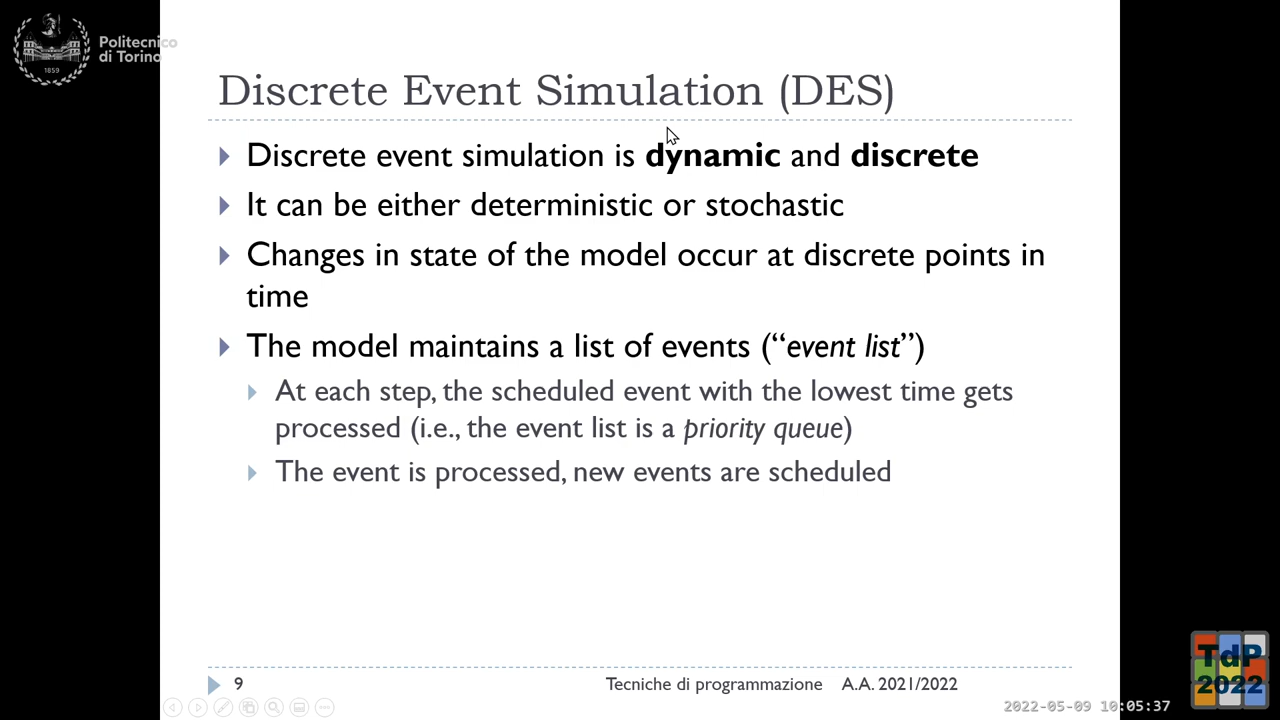 Politecnico
di Torino
1859
Discrete Event Simulation (DES)
Discrete event simulation is dynamic and discrete
It can be either deterministic or stochastic
Changes in state of the model occur at discrete points in
time
The model maintains a list of events (“event list”)
At each step, the scheduled event with the lowest time gets
processed (i.e., the event list is a priority queue)
The event is processed, new events are scheduled
9
Tecniche di programmazione A.A. 2021/2022
2022-05-09 10:05:37
TdP
2022